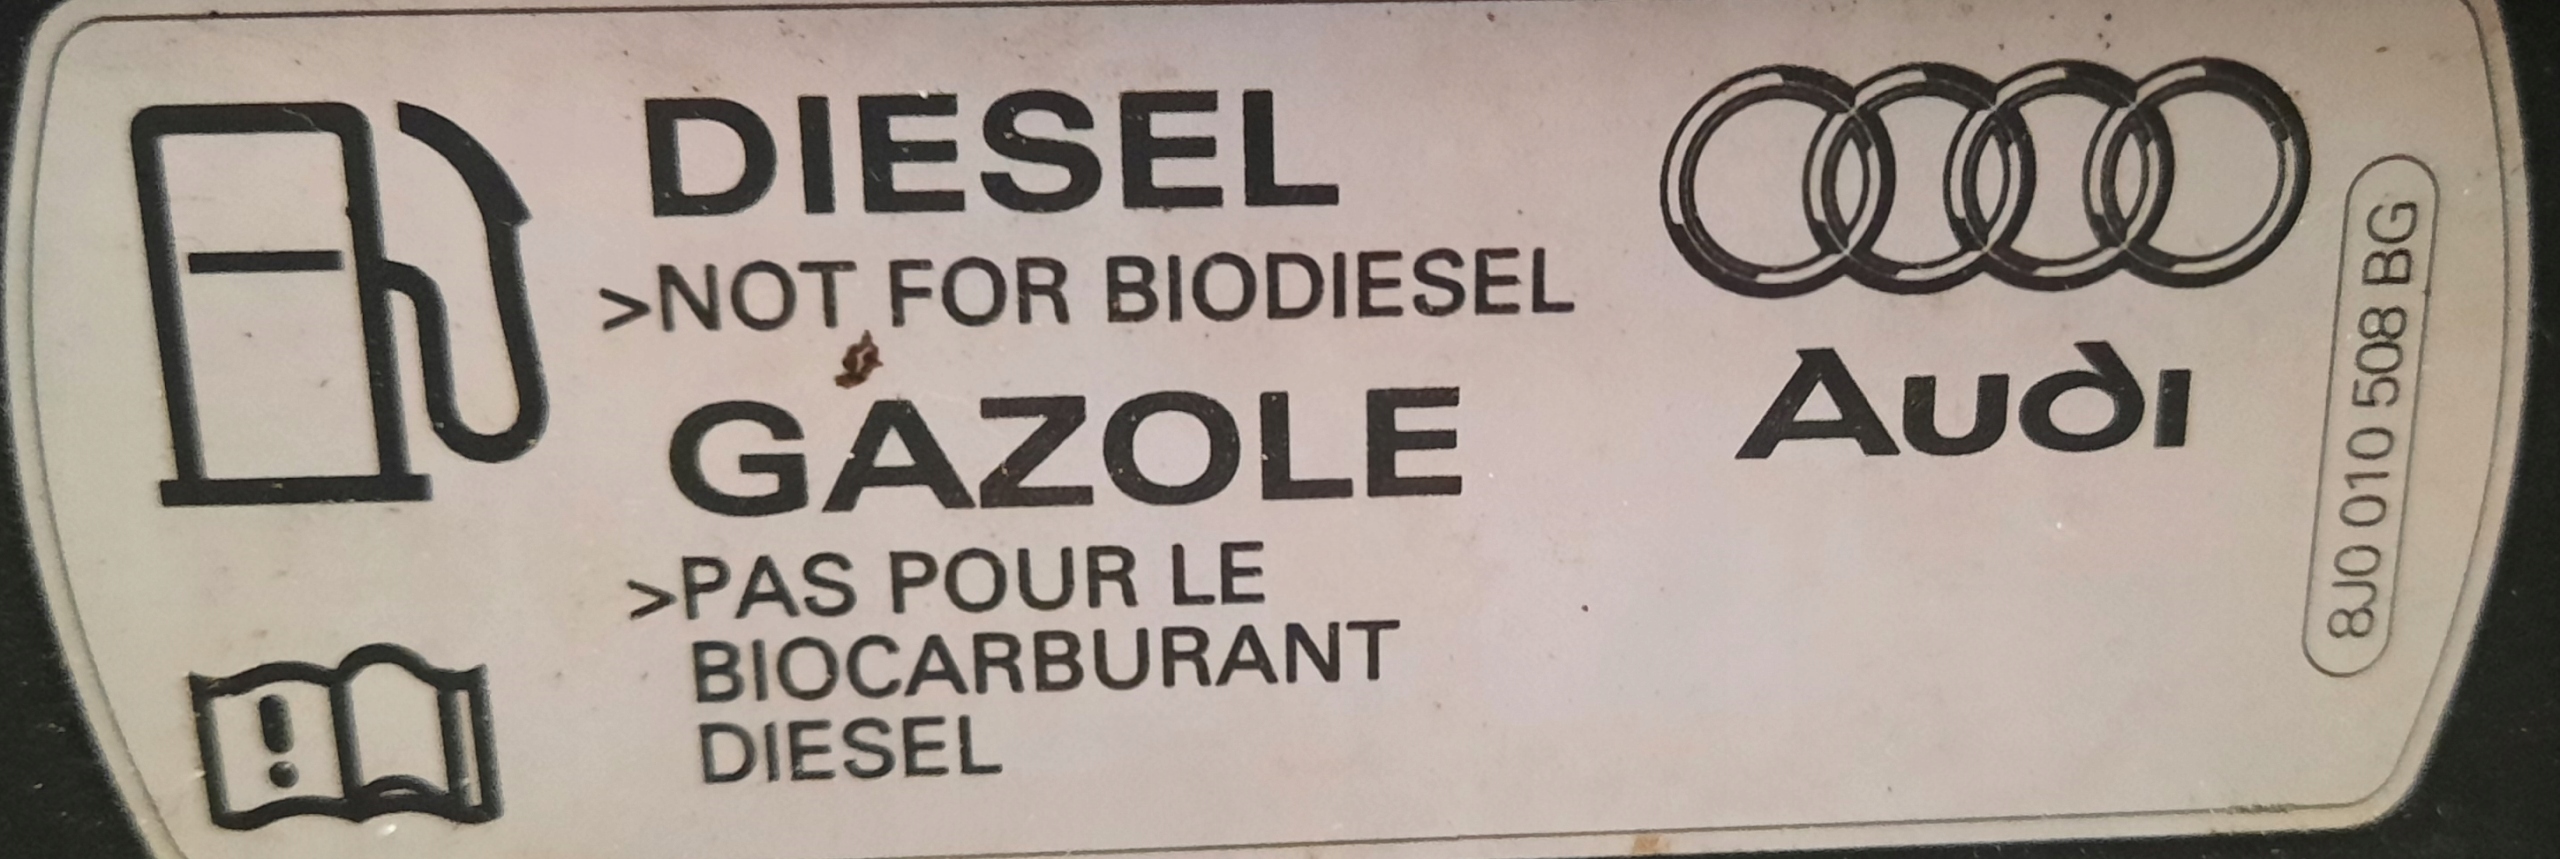 DIESEL
>NOT FOR BIODIESEL
GAZOLE
>PAS POUR LE
BIOCARBURANT
DIESEL
!
Audi
8J0 010 508 BG